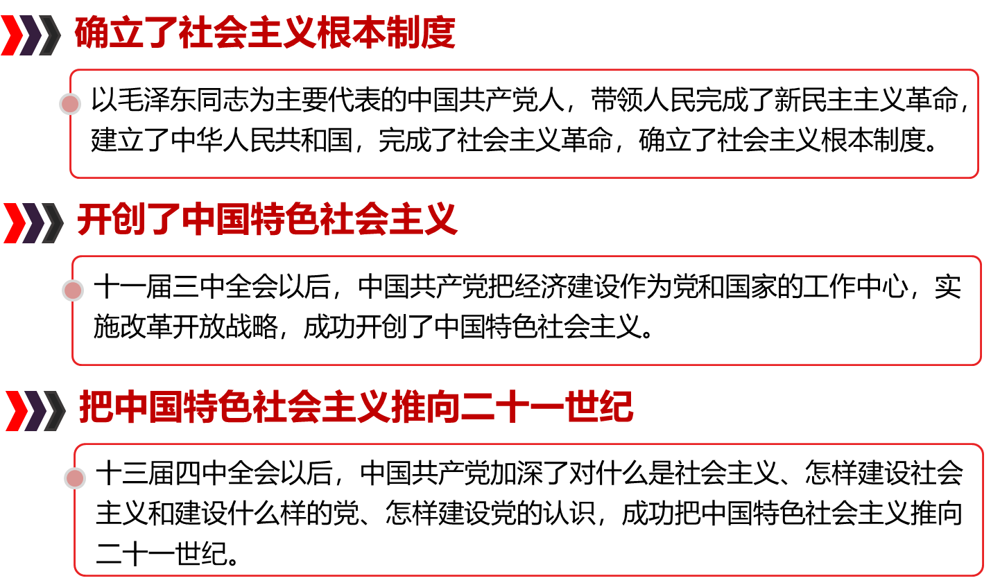 确立了社会主义根本制度
以毛泽东同志为主要代表的中国共产党人，带领人民完成了新民主主义革命，
建立了中华人民共和国，完成了社会主义革命，确立了社会主义根本制度。
开创了中国特色社会主义
十一届三中全会以后，中国共产党把经济建设作为党和国家的工作中心，实
施改革开放战略，成功开创了中国特色社会主义。
把中国特色社会主义推向二十一世纪
十三届四中全会以后，中国共产党加深了对什么是社会主义、怎样建设社会
主义和建设什么样的党、怎样建设党的认识，成功把中国特色社会主义推向
二十一世纪。